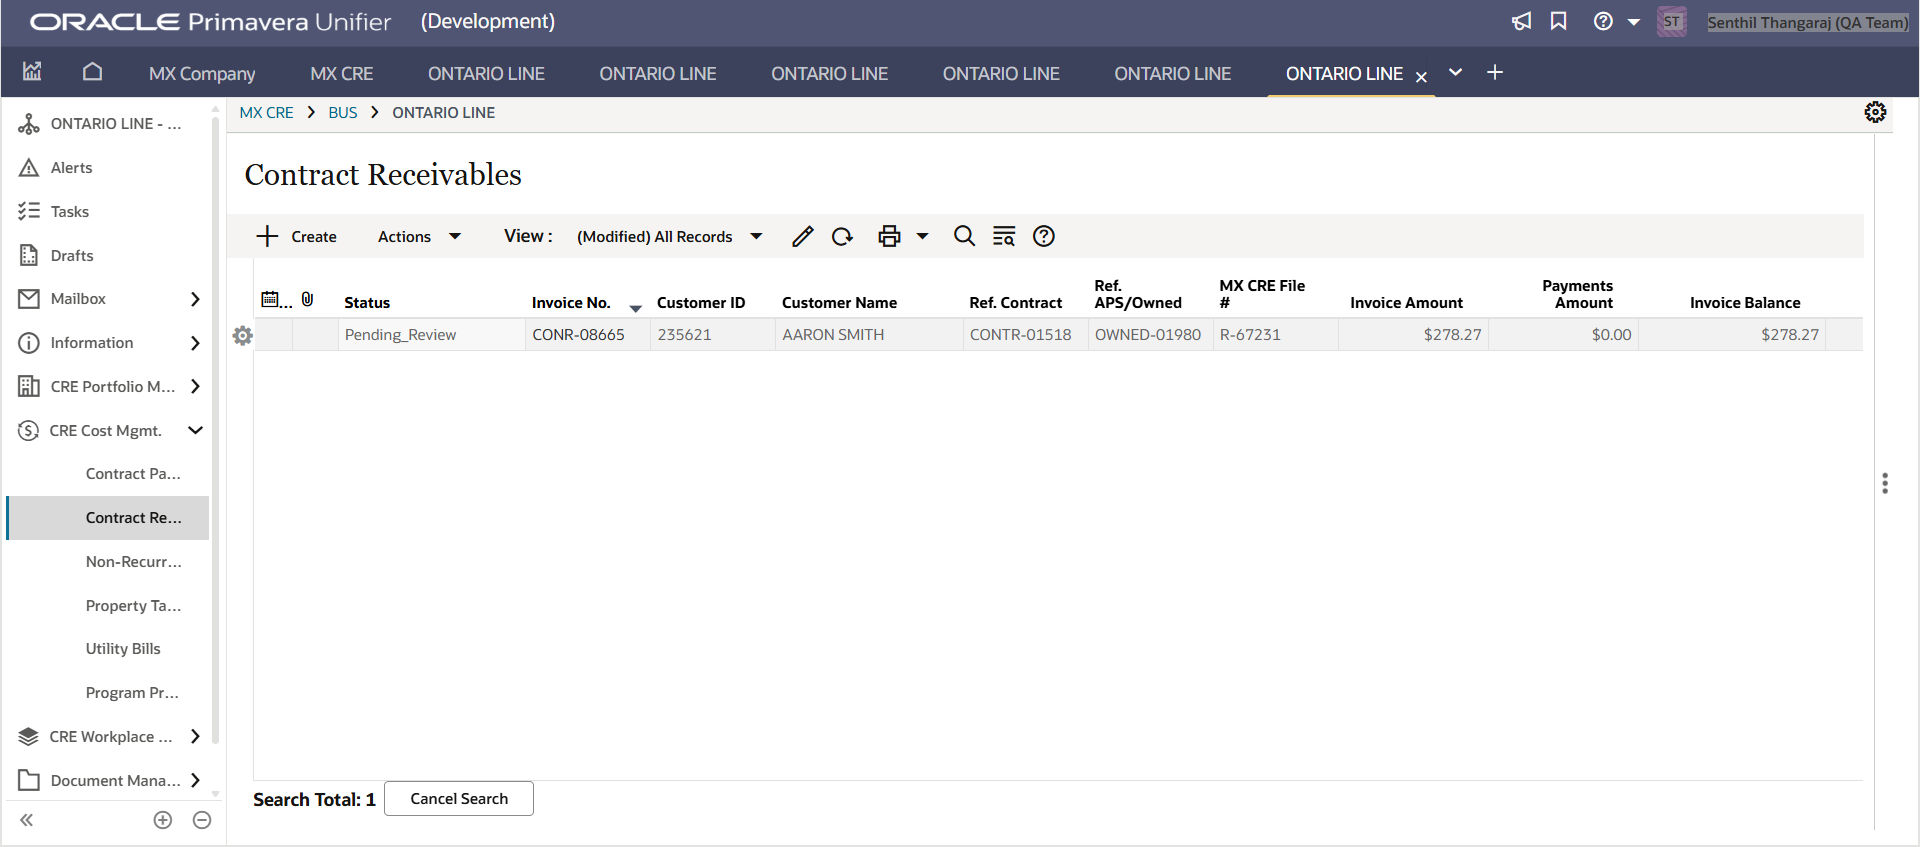 ORACLE Primavera Unifier (Development)
ST Senthil Thangaraj (QA Team)
MX Company MX CRE ONTARIO LINE ONTARIO LINE ONTARIO LINE ONTARIO LINE ONTARIO LINE ONTARIO LINE
MX CRE > BUS > ONTARIO LINE
ONTARIO LINE - ...
Alerts
Tasks
Drafts
Mailbox
Information
CRE Portfolio M...
CRE Cost Mgmt.
Contract Pa...
Contract Re...
Non-Recurr...
Property Ta...
Utility Bills
Program Pr...
CRE Workplace ...
Document Mana...
Contract Receivables
Create Actions View : (Modified) All Records
... Status Invoice No. Customer ID Customer Name Ref. Contract Ref. APS/Owned MX CRE File # Invoice Amount Payments Amount Invoice Balance
Pending_Review CONR-08665 235621 AARON SMITH CONTR-01518 OWNED-01980 R-67231 $278.27 $0.00 $278.27
Search Total: 1 Cancel Search